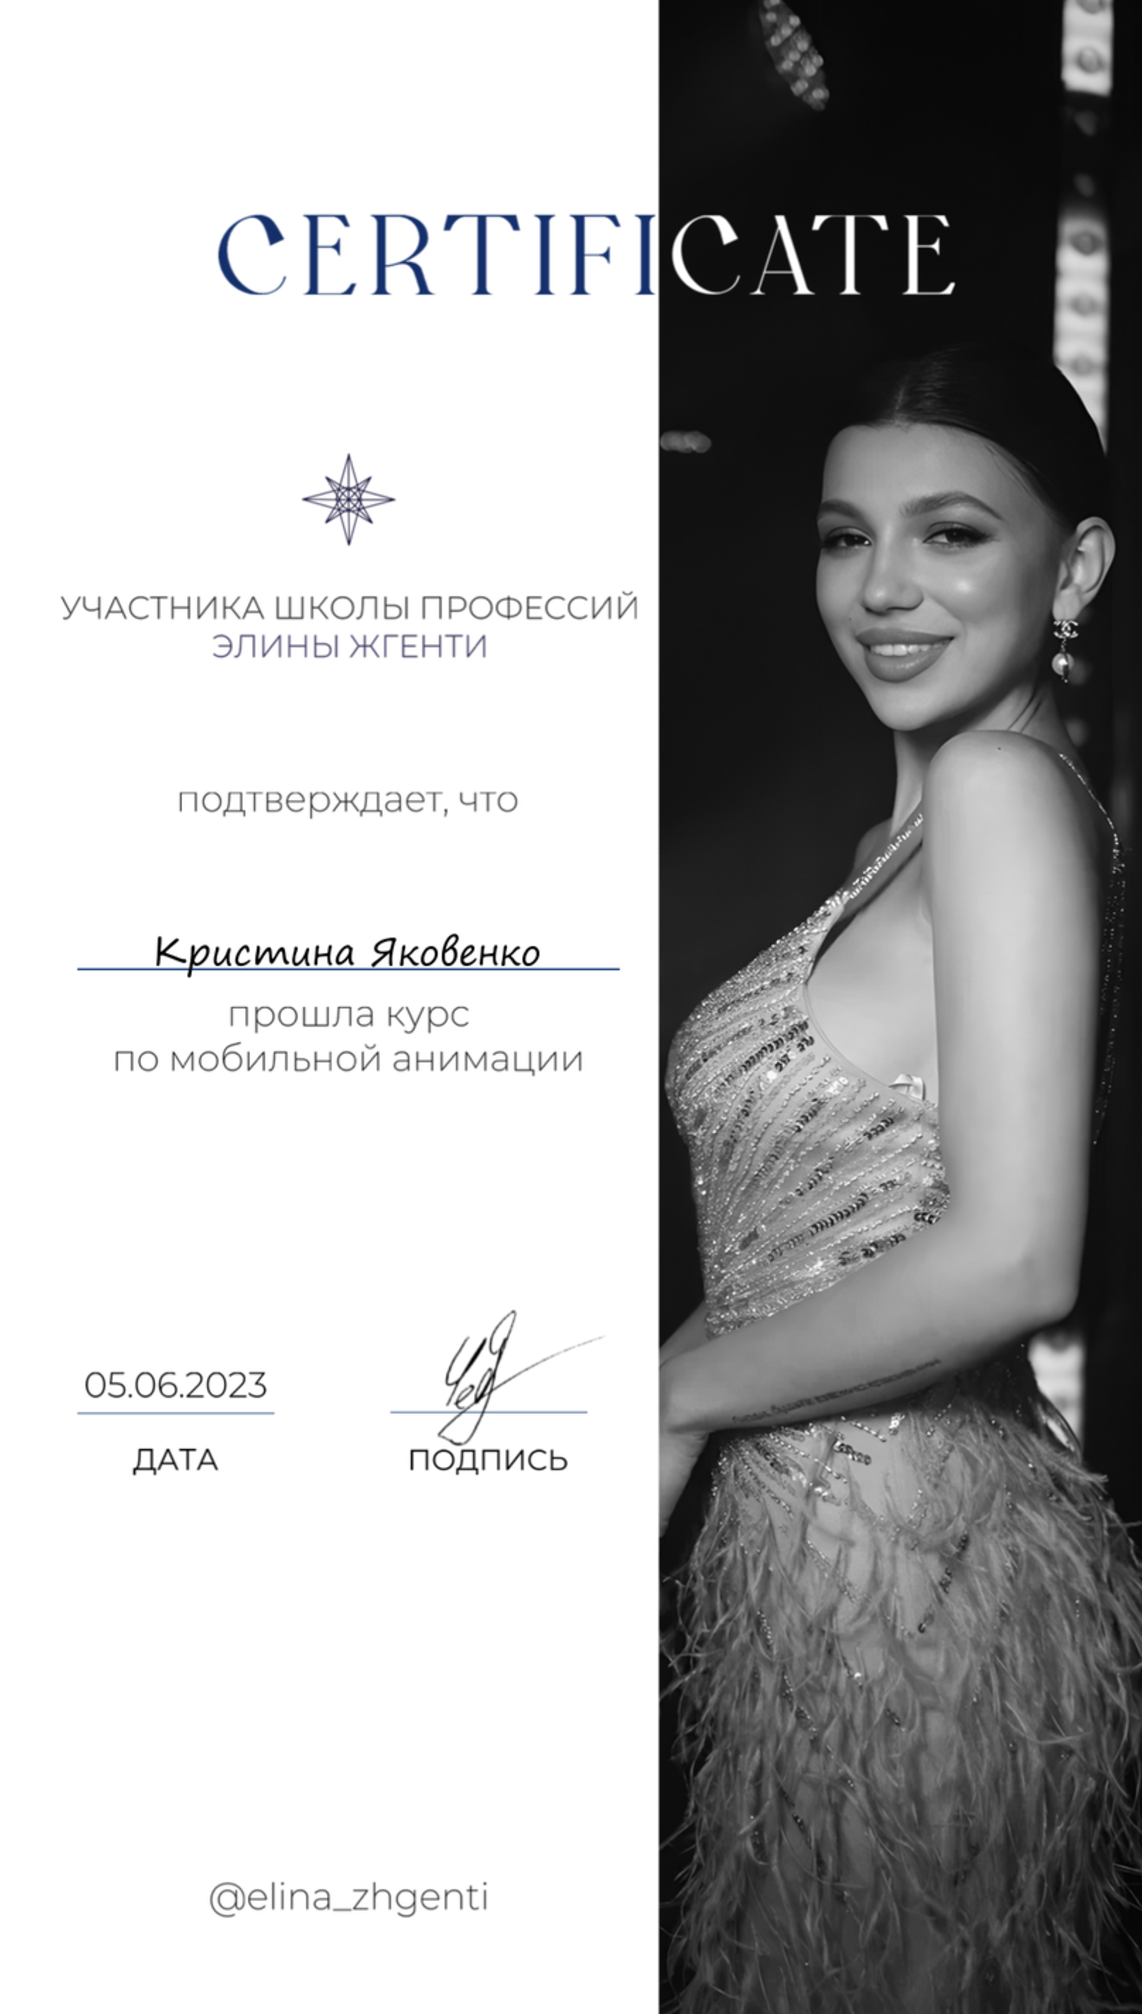 CERTIFICATE
УЧАСТНИКА ШКОЛЫ ПРОФЕССИЙ
ЭЛИНЫ ЖГЕНТИ
подтверждает, что
Кристина Яковенко
прошла курс
по мобильной анимации
05.06.2023
ДАТА
ПОДПИСЬ
@elina_zhgenti